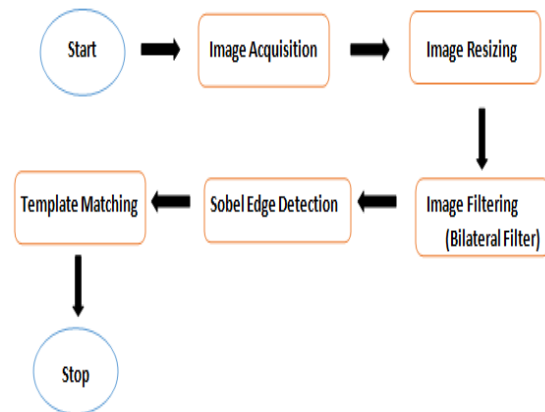 Start
Image Acquisition
Image Resizing
Image Filtering
(Bilateral Filter)
Sobel Edge Detection
Template Matching
Stop